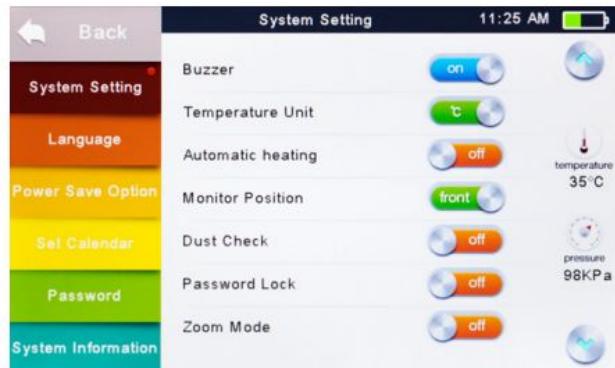 Back
System Setting
11:25 AM
System Setting
Language
Power Save Option
Set Calendar
Password
System Information
Buzzer on
Temperature Unit ℃
Automatic heating off
Monitor Position front
Dust Check off
Password Lock off
Zoom Mode off
temperature
35°C
pressure
98KPa